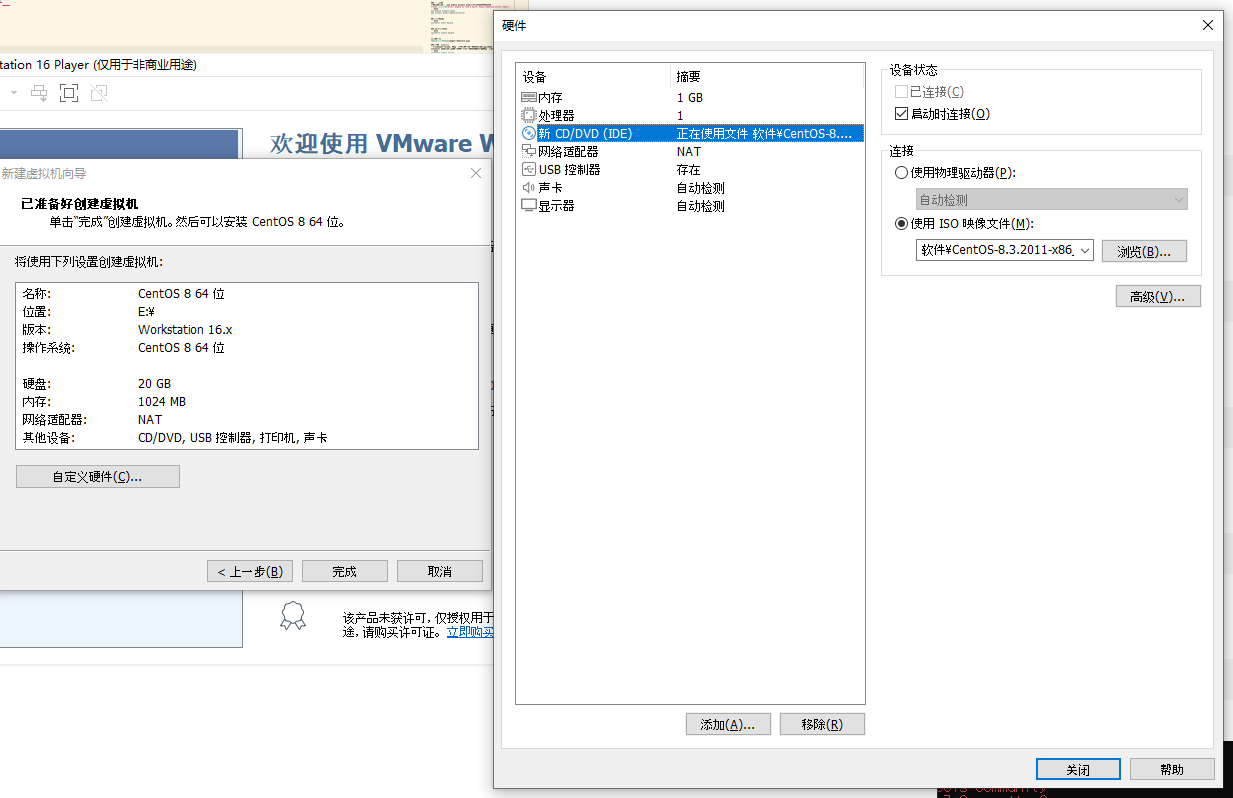 tation 16 Player (仅用于非商业用途)
欢迎使用 VMware W
新建虚拟机向导
已准备好创建虚拟机
单击“完成”创建虚拟机。然后可以安装 CentOS 8 64 位。
将使用下列设置创建虚拟机:
名称: CentOS 8 64 位
位置: E:¥
版本: Workstation 16.x
操作系统: CentOS 8 64 位
硬盘: 20 GB
内存: 1024 MB
网络适配器: NAT
其他设备: CD/DVD, USB 控制器, 打印机, 声卡
自定义硬件(C)...
< 上一步(B) 完成 取消
该产品未获许可，仅授权用于
途，请购买许可证。立即购买
硬件
设备 摘要
内存 1 GB
处理器 1
新 CD/DVD (IDE) 正在使用文件 软件¥CentOS-8....
网络适配器 NAT
USB 控制器 存在
声卡 自动检测
显示器 自动检测
添加(A)... 移除(R)
设备状态
已连接(C)
启动时连接(O)
连接
使用物理驱动器(P):
自动检测
使用 ISO 映像文件(M):
软件¥CentOS-8.3.2011-x86_ 浏览(B)...
高级(V)...
关闭 帮助